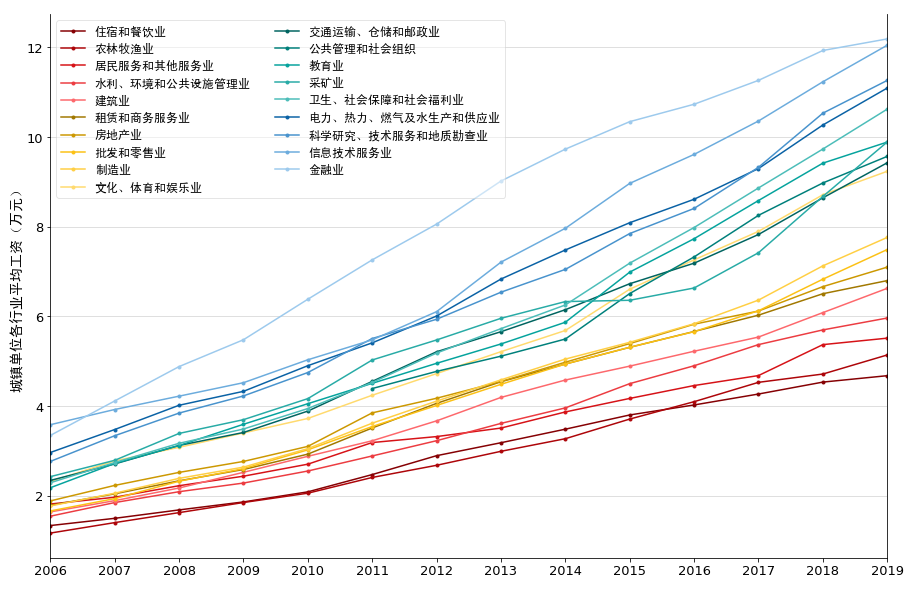 住宿和餐饮业
农林牧渔业
居民服务和其他服务业
水利、环境和公共设施管理业
建筑业
租赁和商务服务业
房地产业
批发和零售业
制造业
文化、体育和娱乐业
交通运输、仓储和邮政业
公共管理和社会组织
教育业
采矿业
卫生、社会保障和社会福利业
电力、热力、燃气及水生产和供应业
科学研究、技术服务和地质勘查业
信息技术服务业
金融业
城镇单位各行业平均工资（万元）
12
10
8
6
4
2
2006 2007 2008 2009 2010 2011 2012 2013 2014 2015 2016 2017 2018 2019